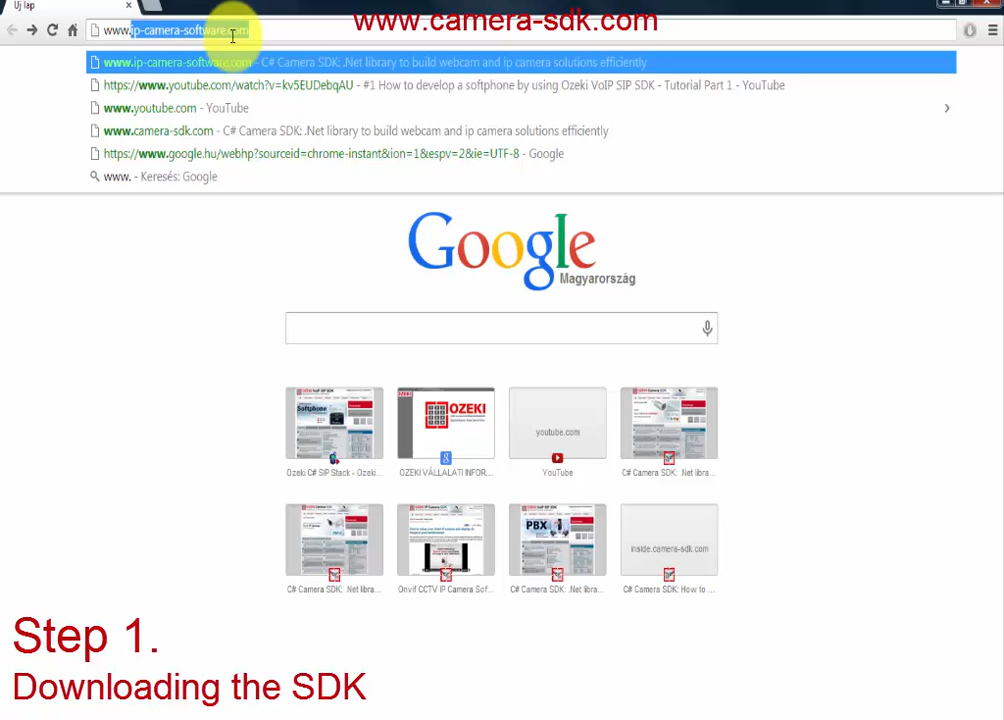 Új lap
www.camera-sdk.com
www.ip-camera-software.com
www.ip-camera-software.com - C# Camera SDK: .Net library to build webcam and ip camera solutions efficiently
https://www.youtube.com/watch?v=kv5EUDebqAU - #1 How to develop a softphone by using Ozeki VoIP SIP SDK - Tutorial Part 1 - YouTube
www.youtube.com - YouTube
www.camera-sdk.com - C# Camera SDK: .Net library to build webcam and ip camera solutions efficiently
https://www.google.hu/webhp?sourceid=chrome-instant&ion=1&espv=2&ie=UTF-8 - Google
www. - Keresés: Google
Google
Magyarország
Softphone
OZEKI
youtube.com
Ozeki C# SIP Stack - Ozeki...
OZEKI VÁLLALATI INFOR...
YouTube
C# Camera SDK: .Net libra...
PBX
inside.camera-sdk.com
C# Camera SDK: .Net libra...
Onvif CCTV IP Camera Sof...
C# Camera SDK: .Net libra...
C# Camera SDK: How to ...
Step 1.
Downloading the SDK